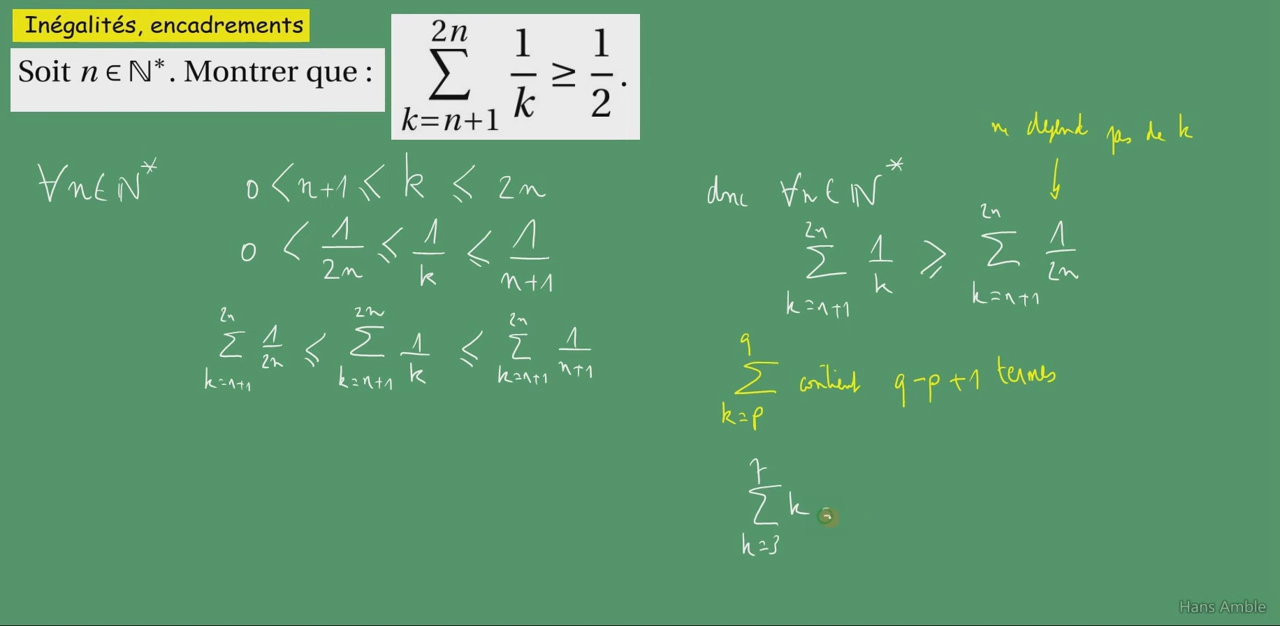 Inégalités, encadrements
Soit n ∈ ℕ*. Montrer que :
∑_{k=n+1}^{2n} 1/k ≥ 1/2.
∀n∈ℕ* 0 < n+1 ≤ k ≤ 2n
0 < 1/2n ≤ 1/k ≤ 1/n+1
∑_{k=n+1}^{2n} 1/2n ≤ ∑_{k=n+1}^{2n} 1/k ≤ ∑_{k=n+1}^{2n} 1/n+1
ne dépend pas de k
↓
donc ∀n∈ℕ*
∑_{k=n+1}^{2n} 1/k ≥ ∑_{k=n+1}^{2n} 1/2n
∑_{k=p}^{q} contient q-p+1 termes
∑_{k=3}^{7} k =
Hans Amble